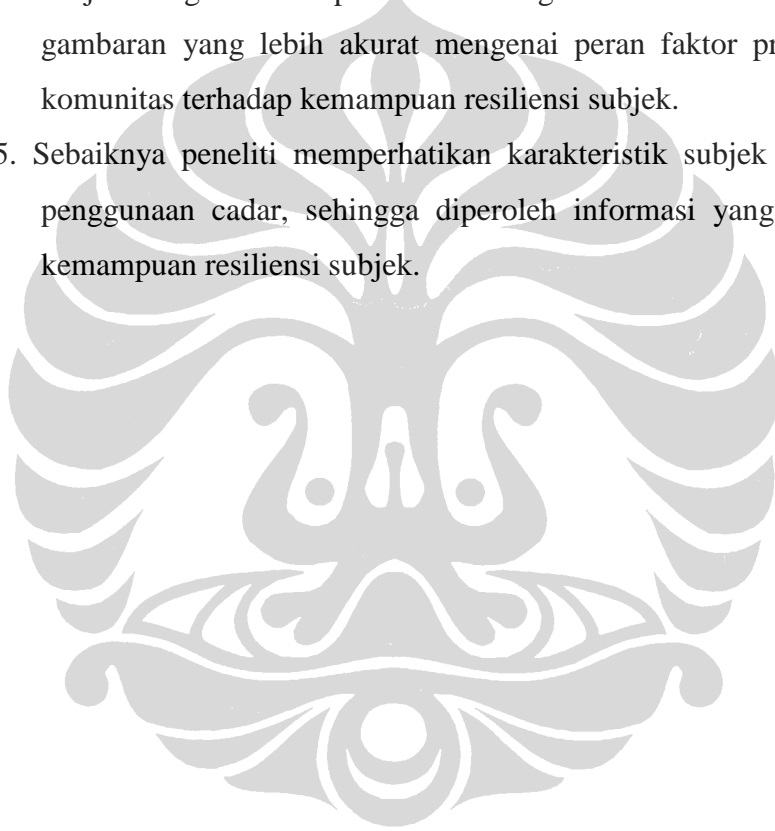 gambaran yang lebih akurat mengenai peran faktor
komunitas terhadap kemampuan resiliensi subjek.
5. Sebaiknya peneliti memperhatikan karakteristik subjek
penggunaan cadar, sehingga diperoleh informasi yang
kemampuan resiliensi subjek.